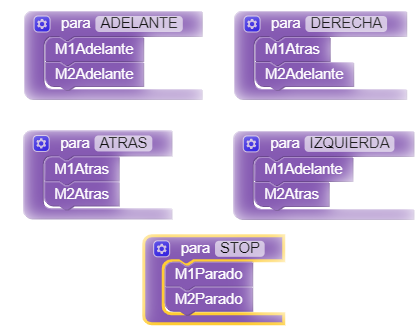 para ADELANTE
M1Adelante
M2Adelante
para DERECHA
M1Atras
M2Adelante
para ATRAS
M1Atras
M2Atras
para IZQUIERDA
M1Adelante
M2Atras
para STOP
M1Parado
M2Parado